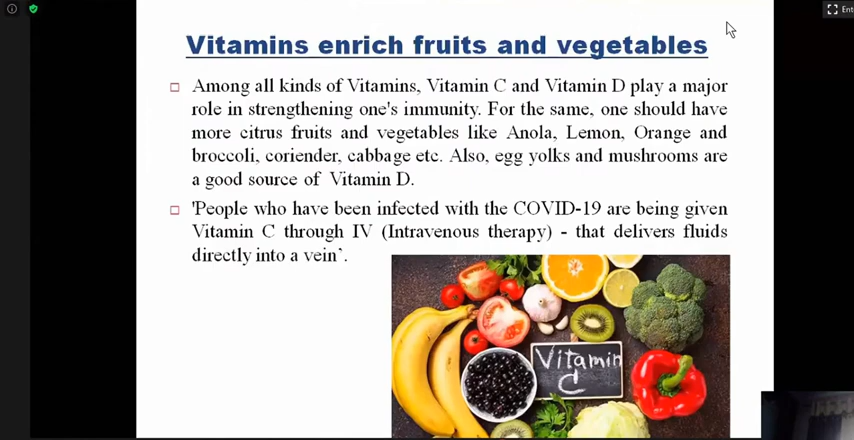 Ent
Vitamins enrich fruits and vegetables
Among all kinds of Vitamins, Vitamin C and Vitamin D play a major
role in strengthening one's immunity. For the same, one should have
more citrus fruits and vegetables like Anola, Lemon, Orange and
broccoli, coriender, cabbage etc. Also, egg yolks and mushrooms are
a good source of Vitamin D.
'People who have been infected with the COVID-19 are being given
Vitamin C through IV (Intravenous therapy) - that delivers fluids
directly into a vein'.
Vitamin
C